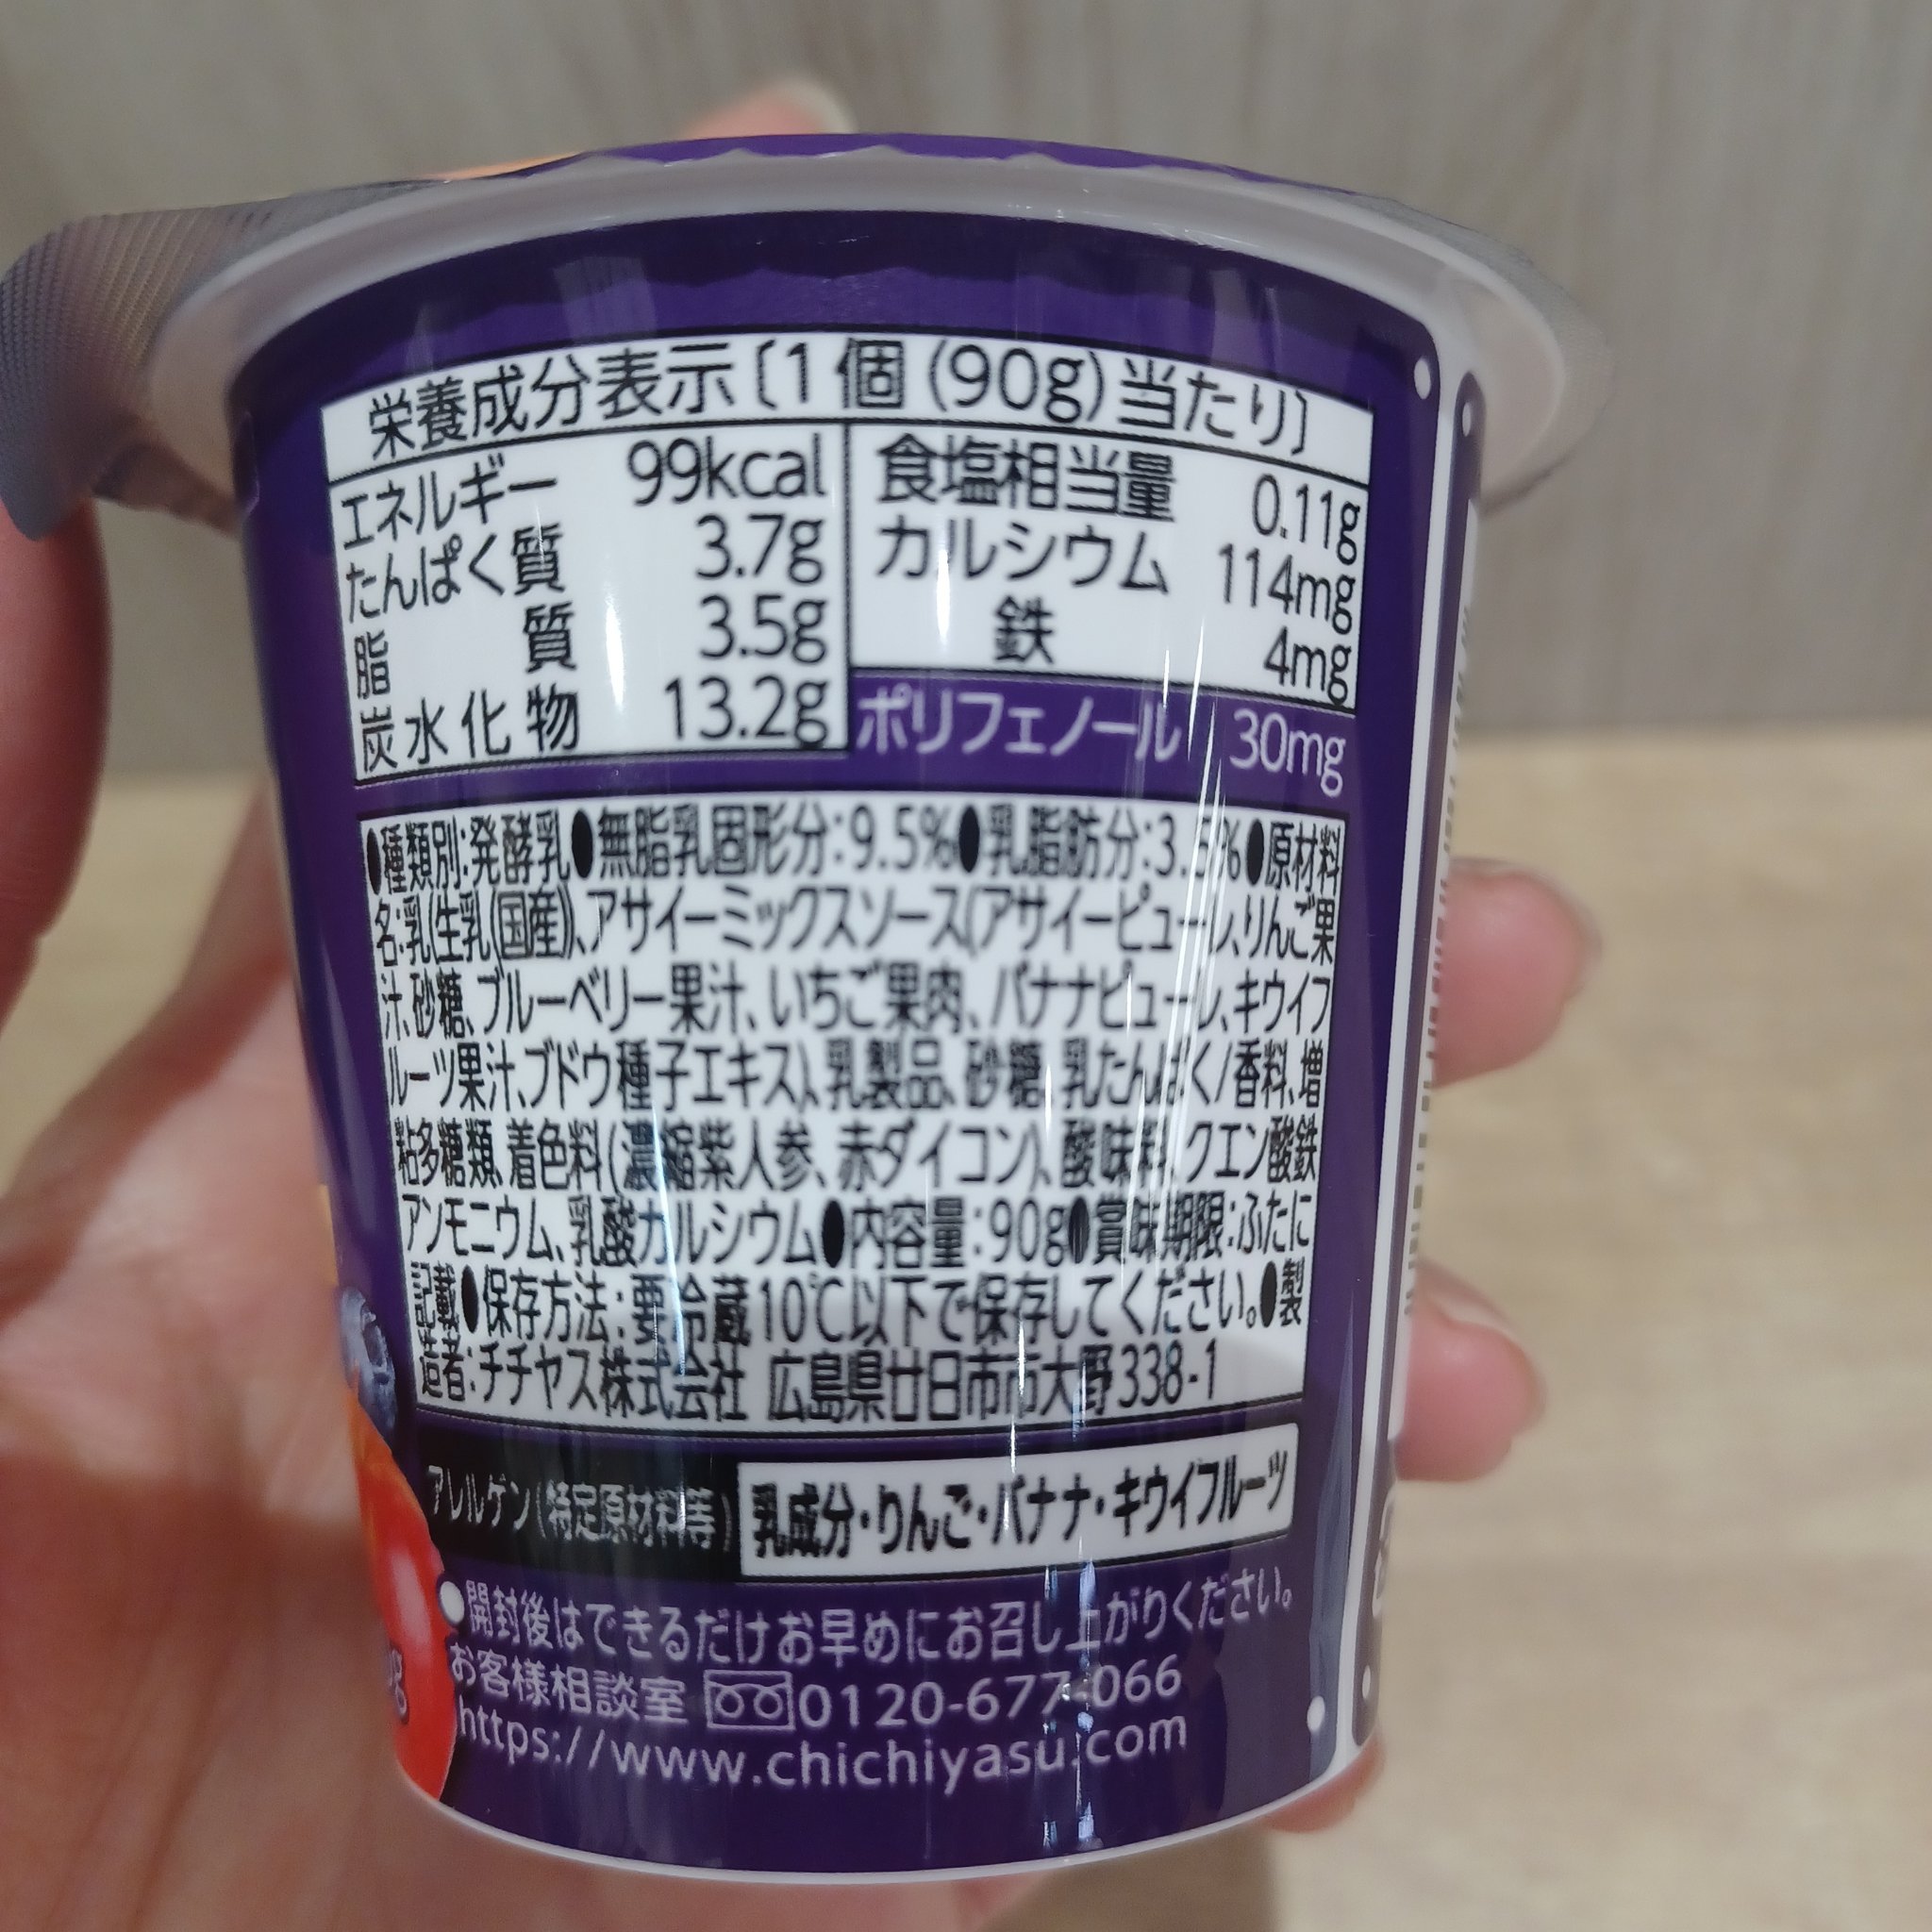 栄養成分表示〔1個(90g)当たり〕
エネルギー 99kcal
たんぱく質 3.7g
脂質 3.5g
炭水化物 13.2g
食塩相当量 0.11g
カルシウム 114mg
鉄 4mg
ポリフェノール 30mg
●種類別:発酵乳●無脂乳固形分:9.5%●乳脂肪分:3.5%●原材料
名:乳(生乳(国産))、アサイーミックスソース(アサイーピューレ、りんご果
汁、砂糖、ブルーベリー果汁、いちご果肉、バナナピューレ、キウイフ
ルーツ果汁、ブドウ種子エキス)、乳製品、砂糖、乳たんぱく/香料、増
粘多糖類、着色料(濃縮紫人参、赤ダイコン)、酸味料、クエン酸鉄
アンモニウム、乳酸カルシウム●内容量:90g●賞味期限:ふたに
記載●保存方法:要冷蔵10℃以下で保存してください。●製
造者:チチヤス株式会社 広島県廿日市市大野338-1
アレルゲン(特定原材料等) 乳成分・りんご・バナナ・キウイフルーツ
●開封後はできるだけお早めにお召し上がりください。
お客様相談室 0120-677-066
https://www.chichiyasu.com